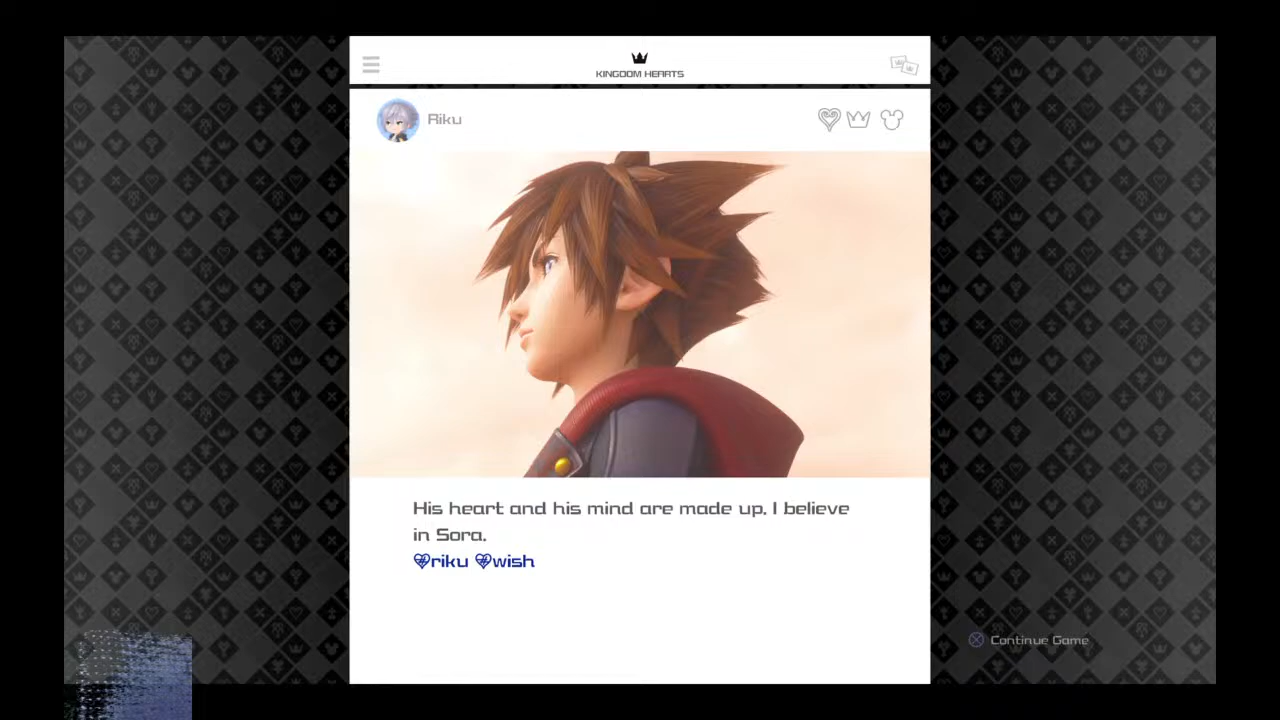 KINGDOM HEARTS
Riku
His heart and his mind are made up. I believe
in Sora.
#riku #wish
Continue Game